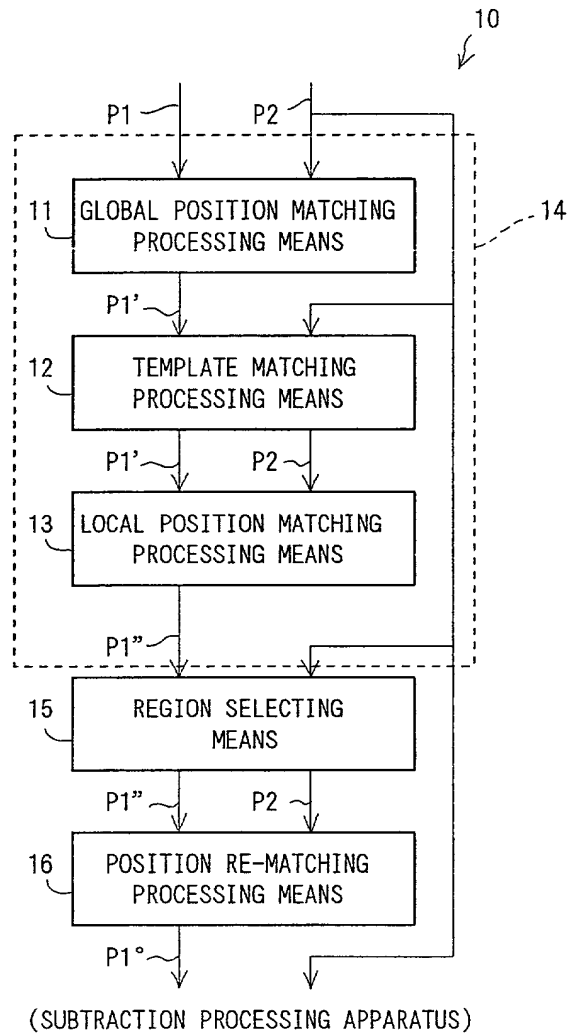 10
P1 P2
14
11 GLOBAL POSITION MATCHING
PROCESSING MEANS
P1'
12 TEMPLATE MATCHING
PROCESSING MEANS
P1' P2
13 LOCAL POSITION MATCHING
PROCESSING MEANS
P1"
15 REGION SELECTING
MEANS
P1" P2
16 POSITION RE-MATCHING
PROCESSING MEANS
P1°
(SUBTRACTION PROCESSING APPARATUS)